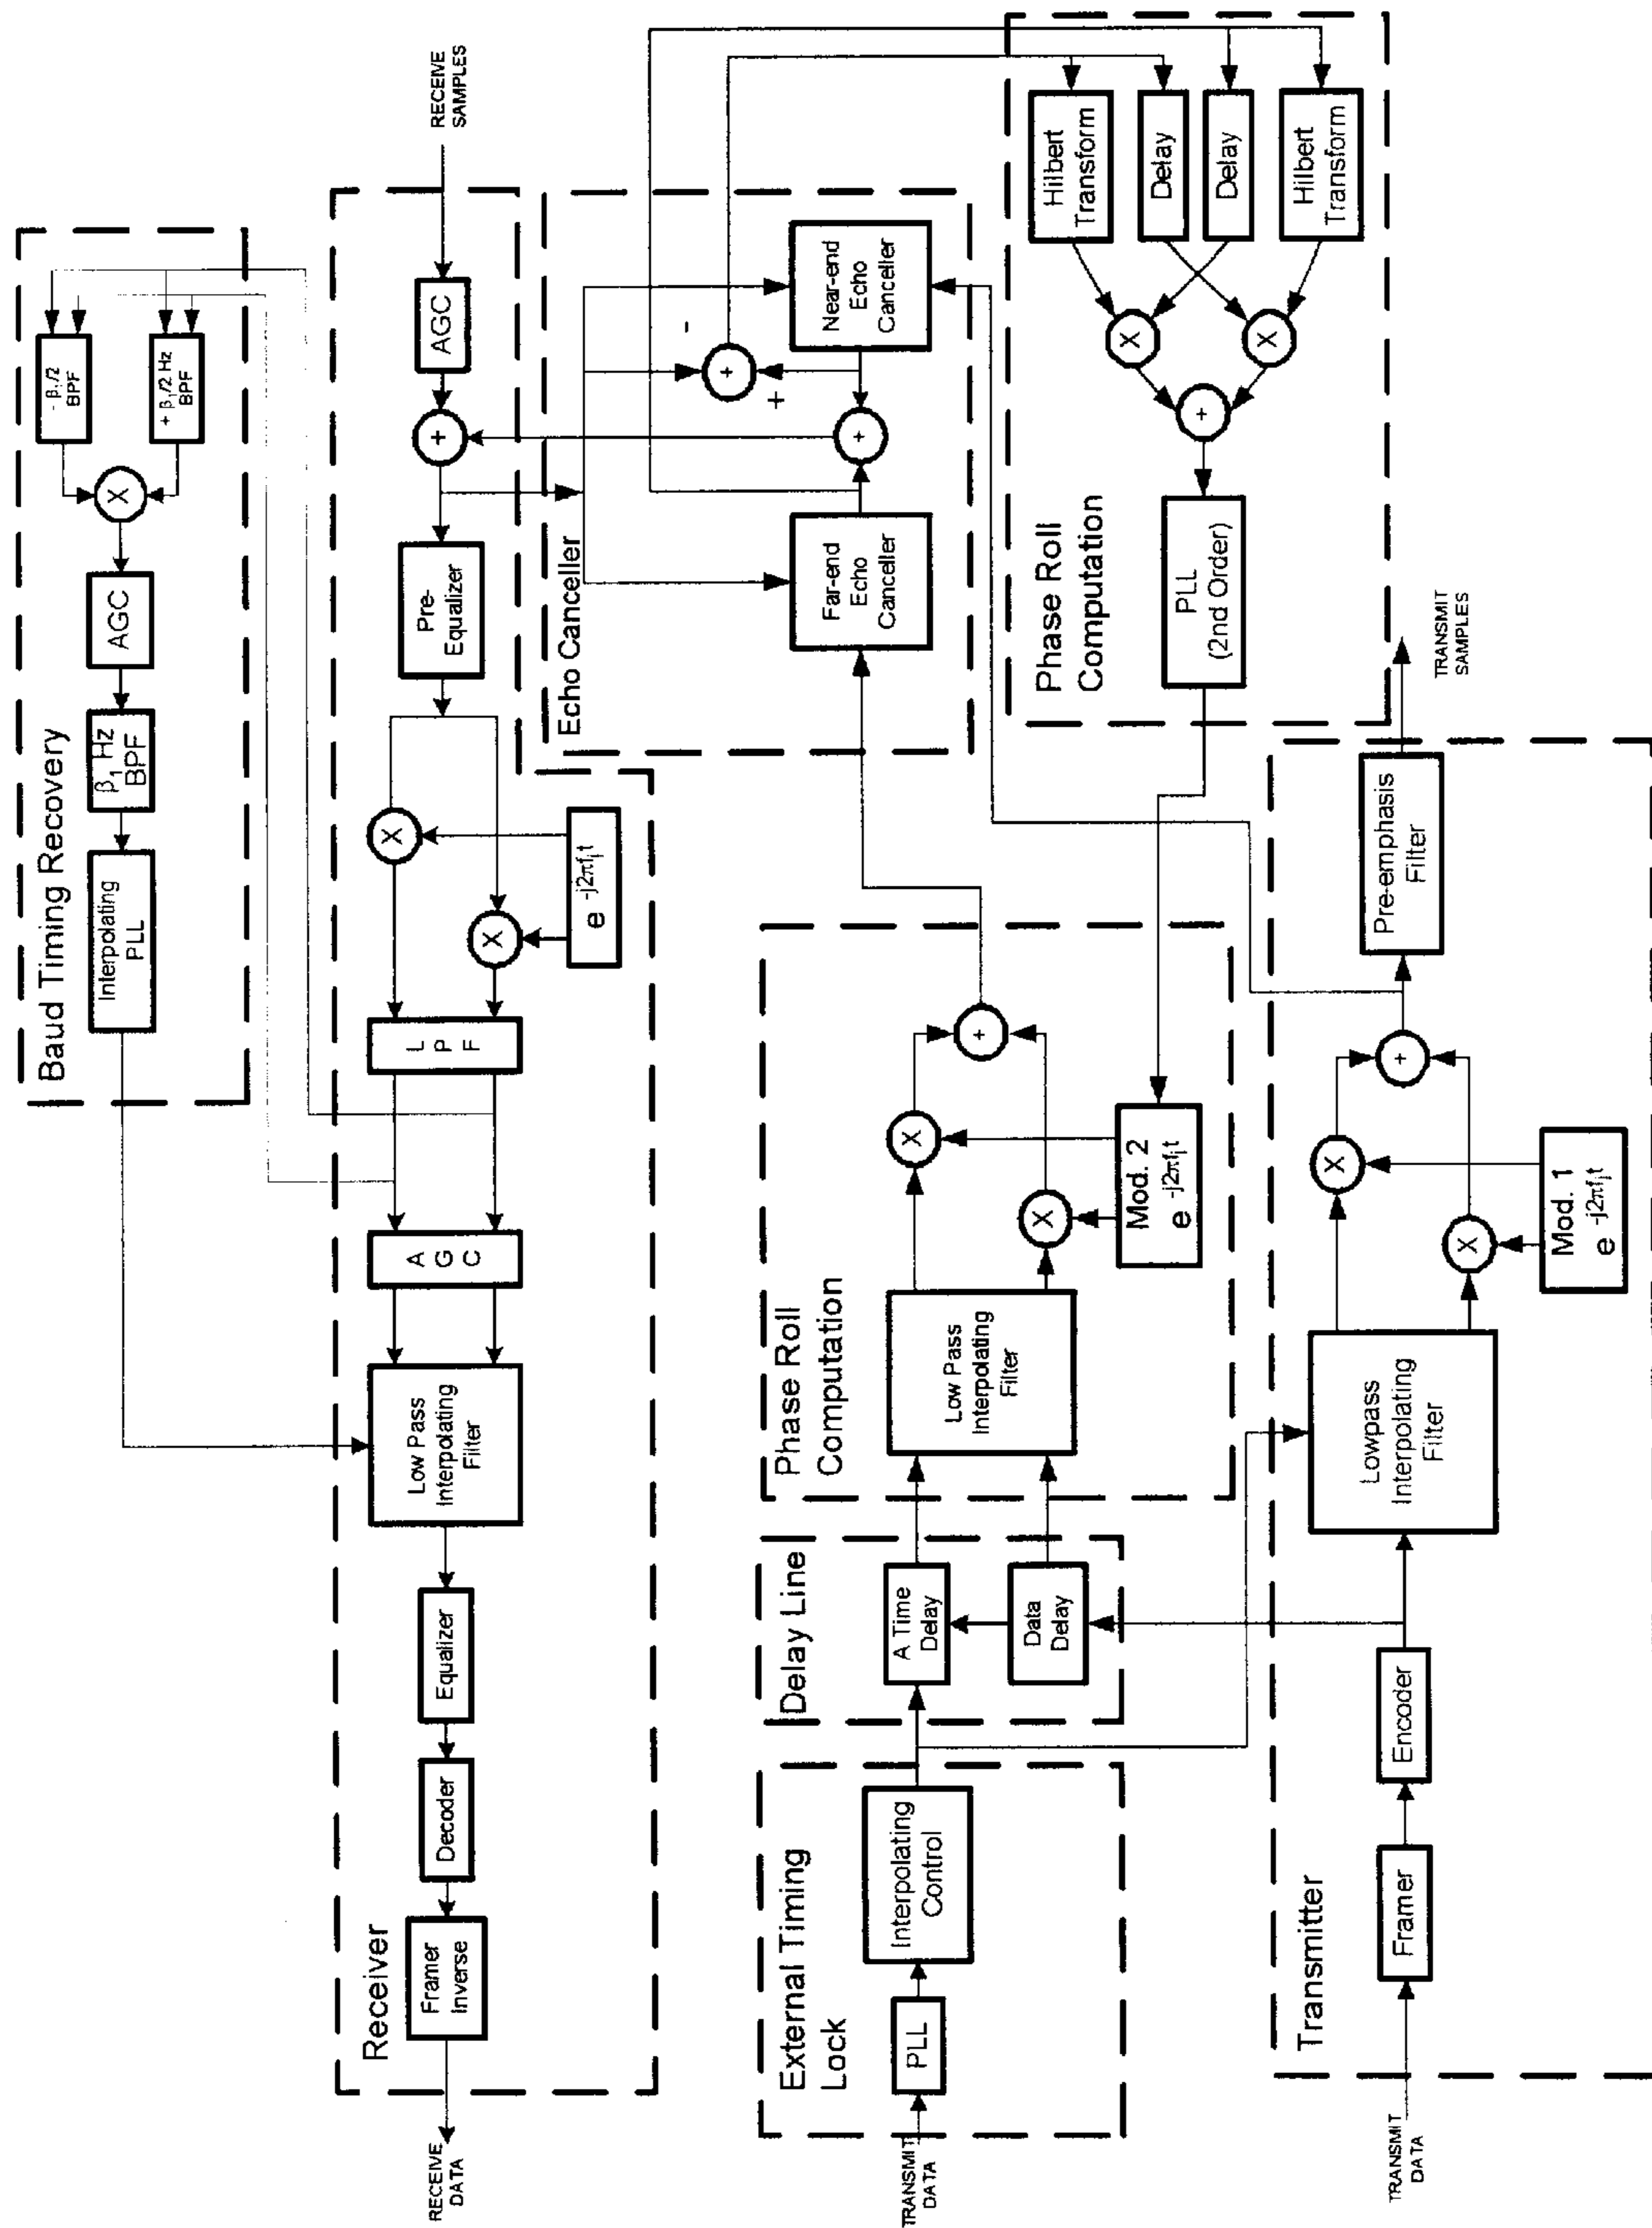 Baud Timing Recovery
Interpolating
PLL
β1 Hz
BPF
AGC
X
- β1/2
BPF
+ β1/2 Hz
BPF
Receiver
RECEIVE
DATA
Framer
Inverse
Decoder
Equalizer
Low Pass
Interpolating
Filter
A
G
C
L
P
F
X
X
e -j2πfit
Pre-
Equalizer
+
AGC
RECEIVE
SAMPLES
Echo Canceller
Far-end
Echo
Canceller
+
+
-
+
Near-end
Echo
Canceller
External Timing
Lock
TRANSMIT
DATA
PLL
Interpolating
Control
Delay Line
A Time
Delay
Data
Delay
Phase Roll
Computation
Low Pass
Interpolating
Filter
X
X
Mod. 2
e -j2πfit
+
Phase Roll
Computation
PLL
(2nd Order)
+
X
X
Hilbert
Transform
Delay
Delay
Hilbert
Transform
Transmitter
TRANSMIT
DATA
Framer
Encoder
Lowpass
Interpolating
Filter
X
X
Mod. 1
e -j2πfit
+
Pre-emphasis
Filter
TRANSMIT
SAMPLES